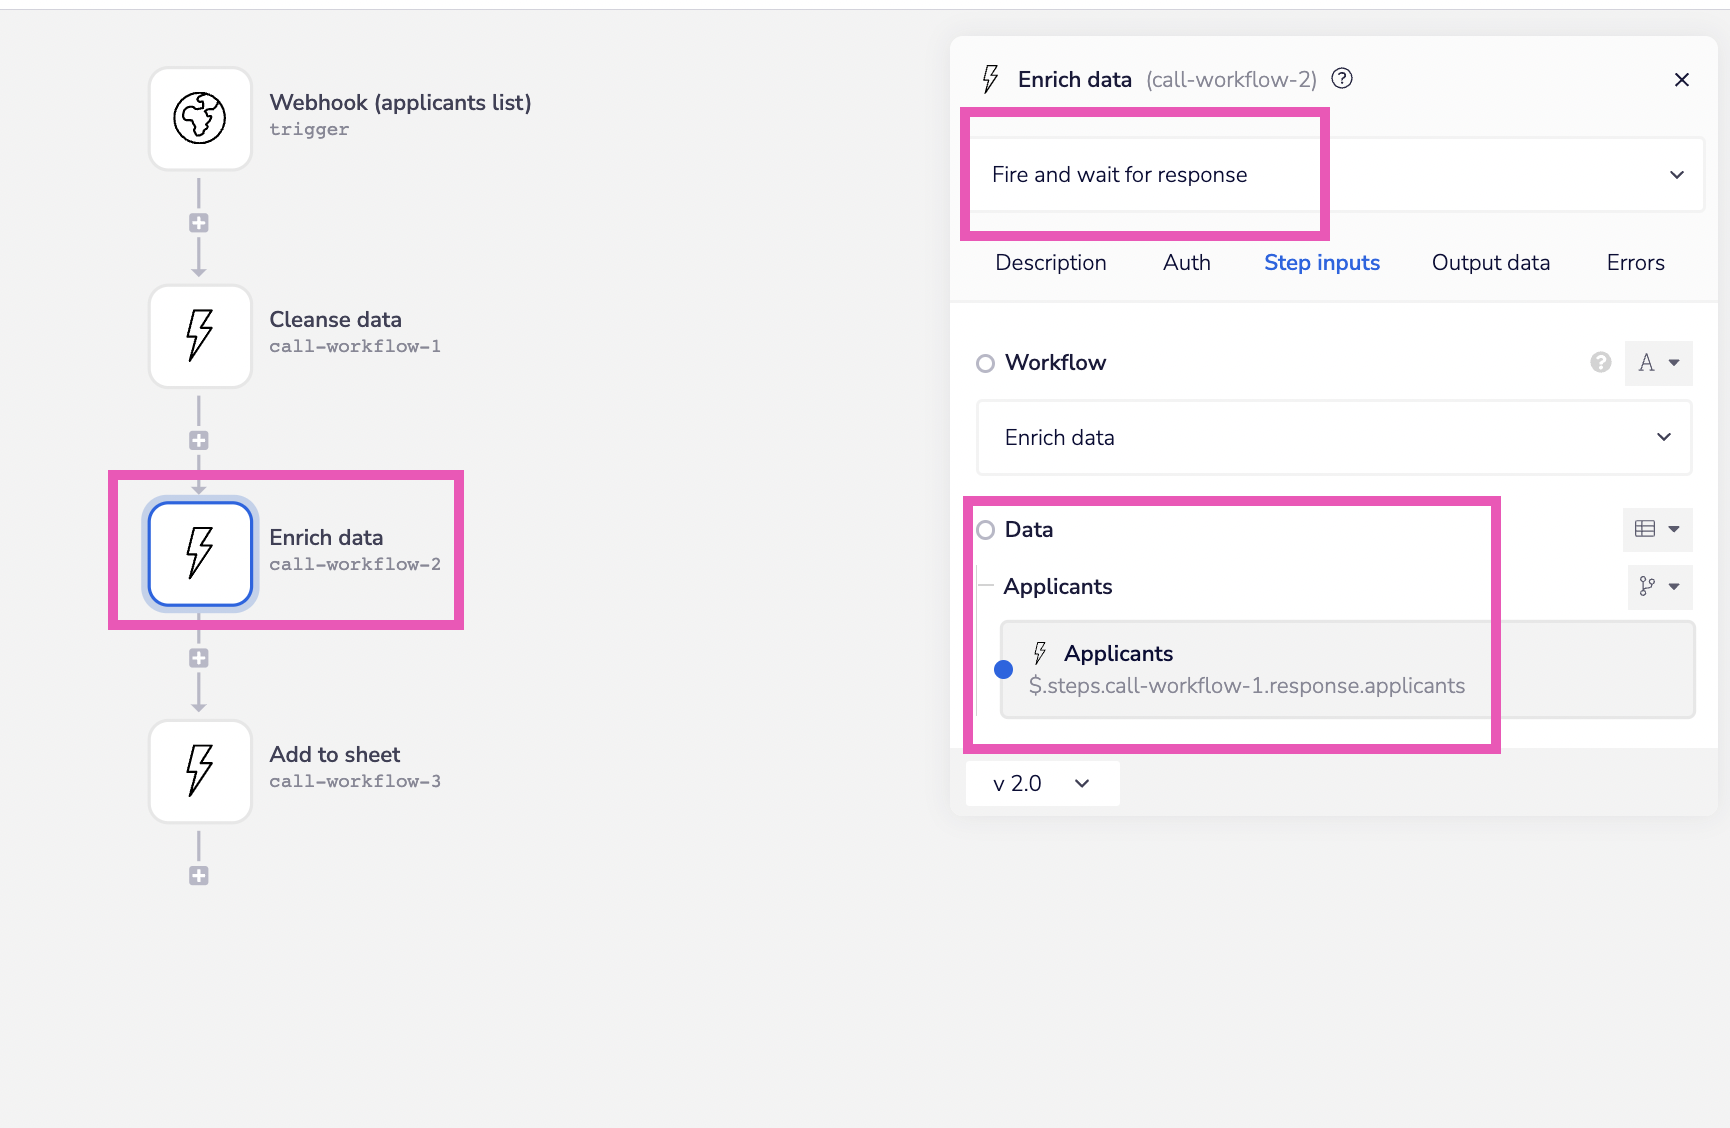 Webhook (applicants list)
trigger
Cleanse data
call-workflow-1
Enrich data
call-workflow-2
Add to sheet
call-workflow-3
Enrich data (call-workflow-2) ?
Fire and wait for response
Description Auth Step inputs Output data Errors
Workflow ? A
Enrich data
Data
Applicants
Applicants
$.steps.call-workflow-1.response.applicants
v 2.0